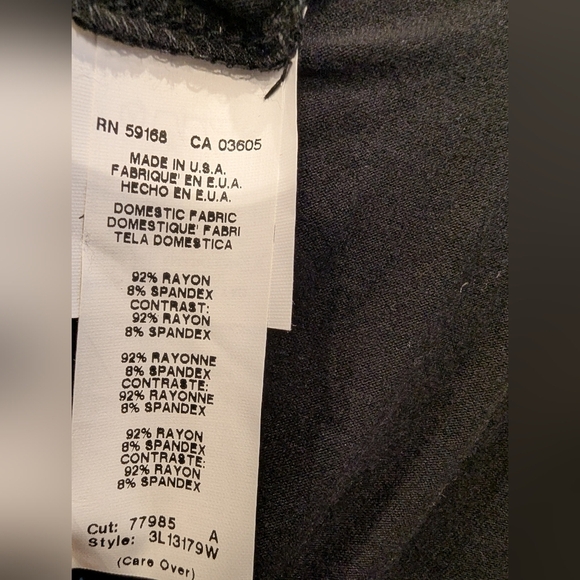 RN 59168 CA 03605
MADE IN U.S.A.
FABRIQUE' EN E.U.A.
HECHO EN E.U.A.
DOMESTIC FABRIC
DOMESTIQUE' FABRI
TELA DOMESTICA
92% RAYON
8% SPANDEX
CONTRAST:
92% RAYON
8% SPANDEX
92% RAYONNE
8% SPANDEX
CONTRASTE:
92% RAYONNE
8% SPANDEX
92% RAYON
8% SPANDEX
CONTRASTE:
92% RAYON
8% SPANDEX
Cut: 77985 A
Style: 3L13179W
(Care Over)